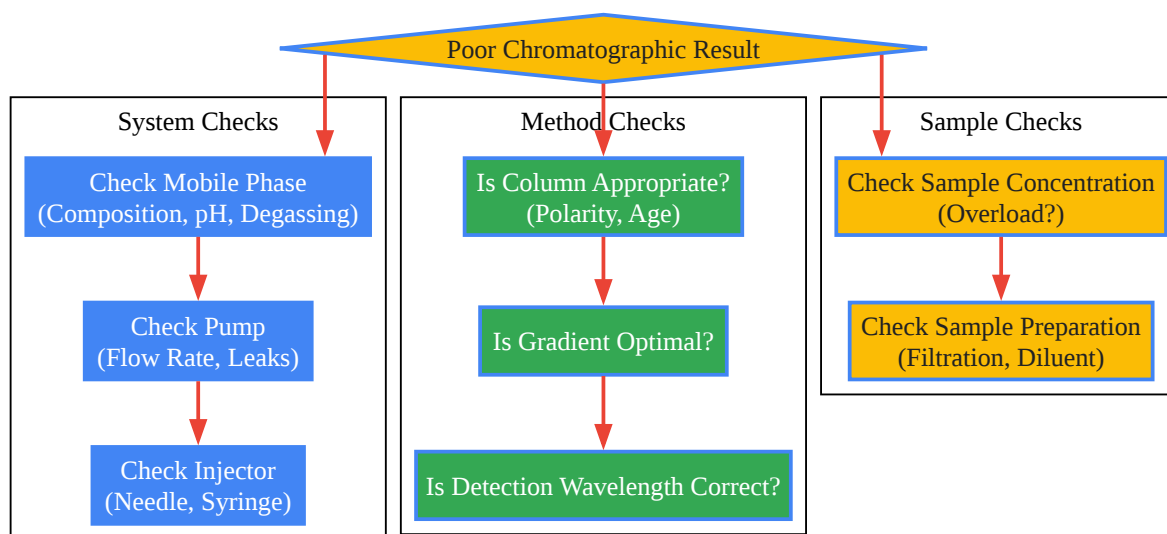 Poor Chromatographic Result
System Checks
Check Mobile Phase
(Composition, pH, Degassing)
Check Pump
(Flow Rate, Leaks)
Check Injector
(Needle, Syringe)
Method Checks
Is Column Appropriate?
(Polarity, Age)
Is Gradient Optimal?
Is Detection Wavelength Correct?
Sample Checks
Check Sample Concentration
(Overload?)
Check Sample Preparation
(Filtration, Diluent)